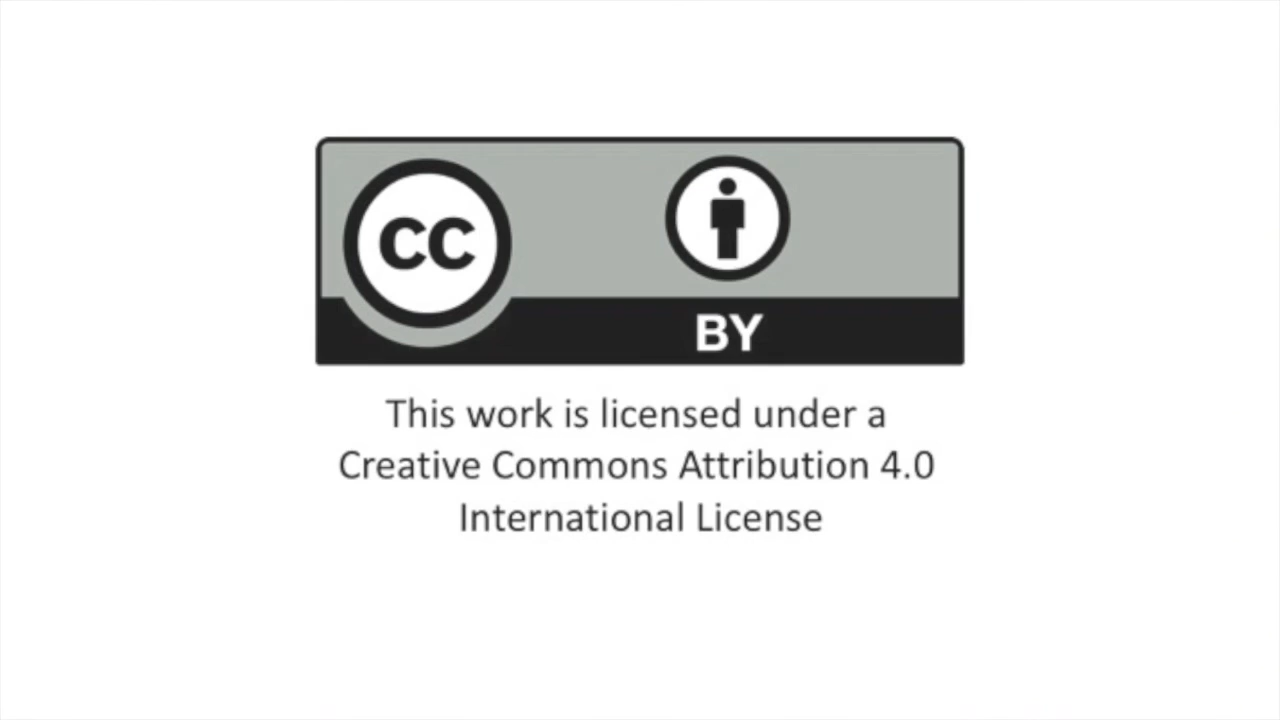 CC
BY
This work is licensed under a
Creative Commons Attribution 4.0
International License